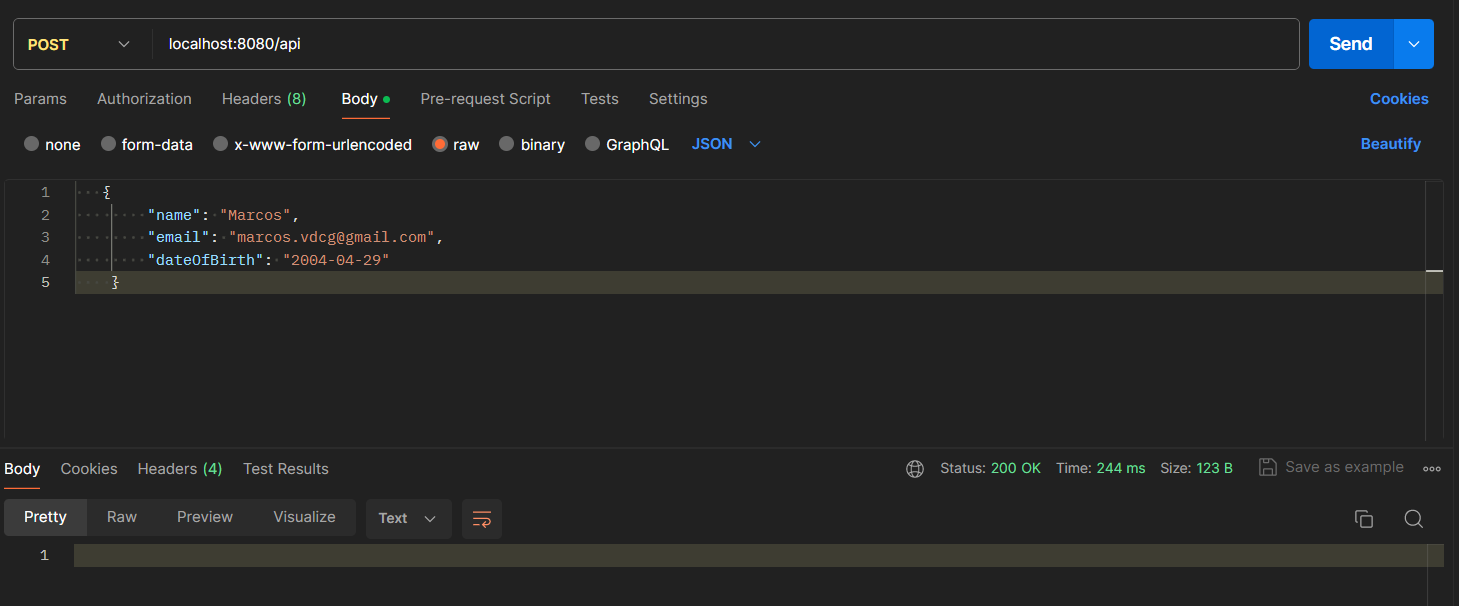 POST localhost:8080/api Send
Params Authorization Headers (8) Body Pre-request Script Tests Settings Cookies
none form-data x-www-form-urlencoded raw binary GraphQL JSON Beautify
1 {
2 "name": "Marcos",
3 "email": "marcos.vdcg@gmail.com",
4 "dateOfBirth": "2004-04-29"
5 }
Body Cookies Headers (4) Test Results Status: 200 OK Time: 244 ms Size: 123 B Save as example
Pretty Raw Preview Visualize Text
1